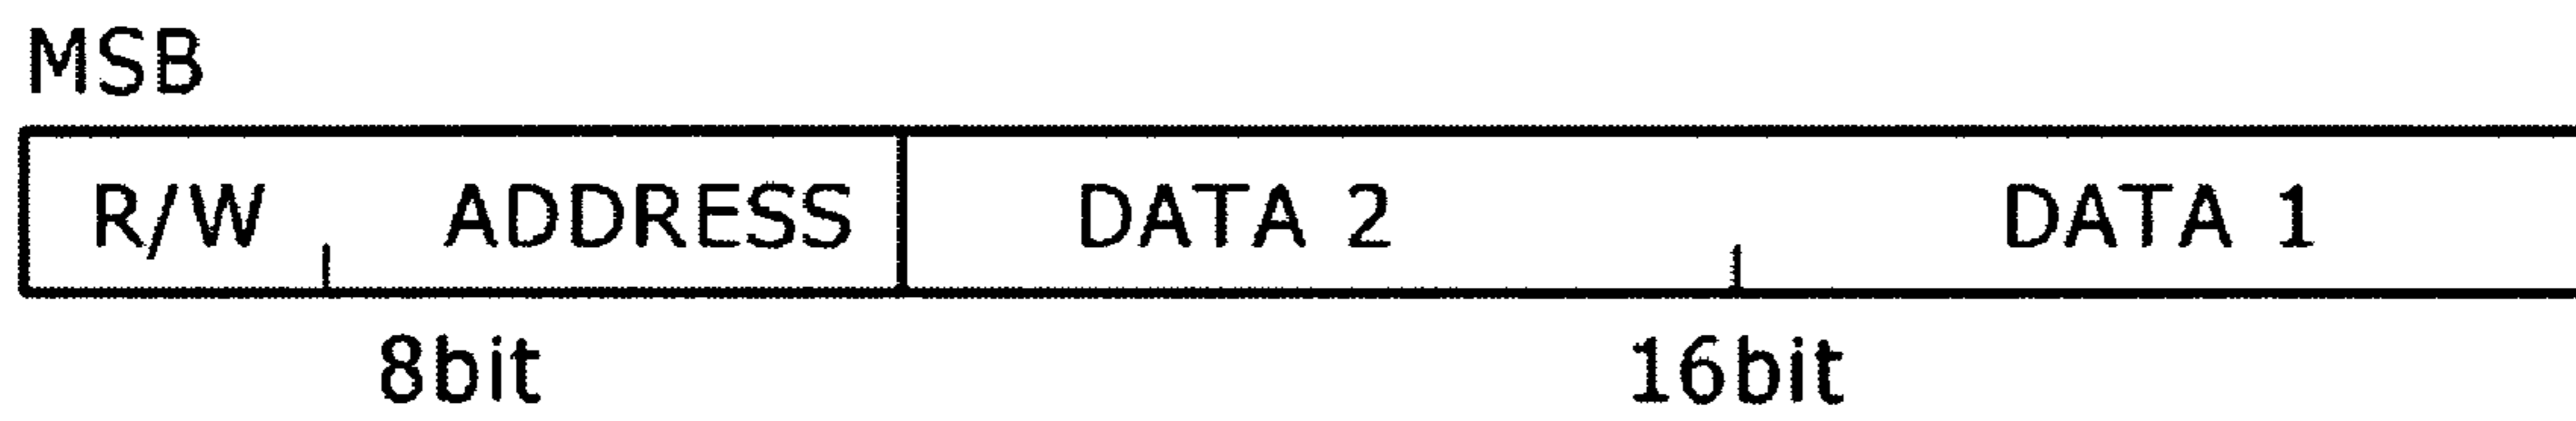 MSB
R/W ADDRESS DATA 2 DATA 1
8bit 16bit